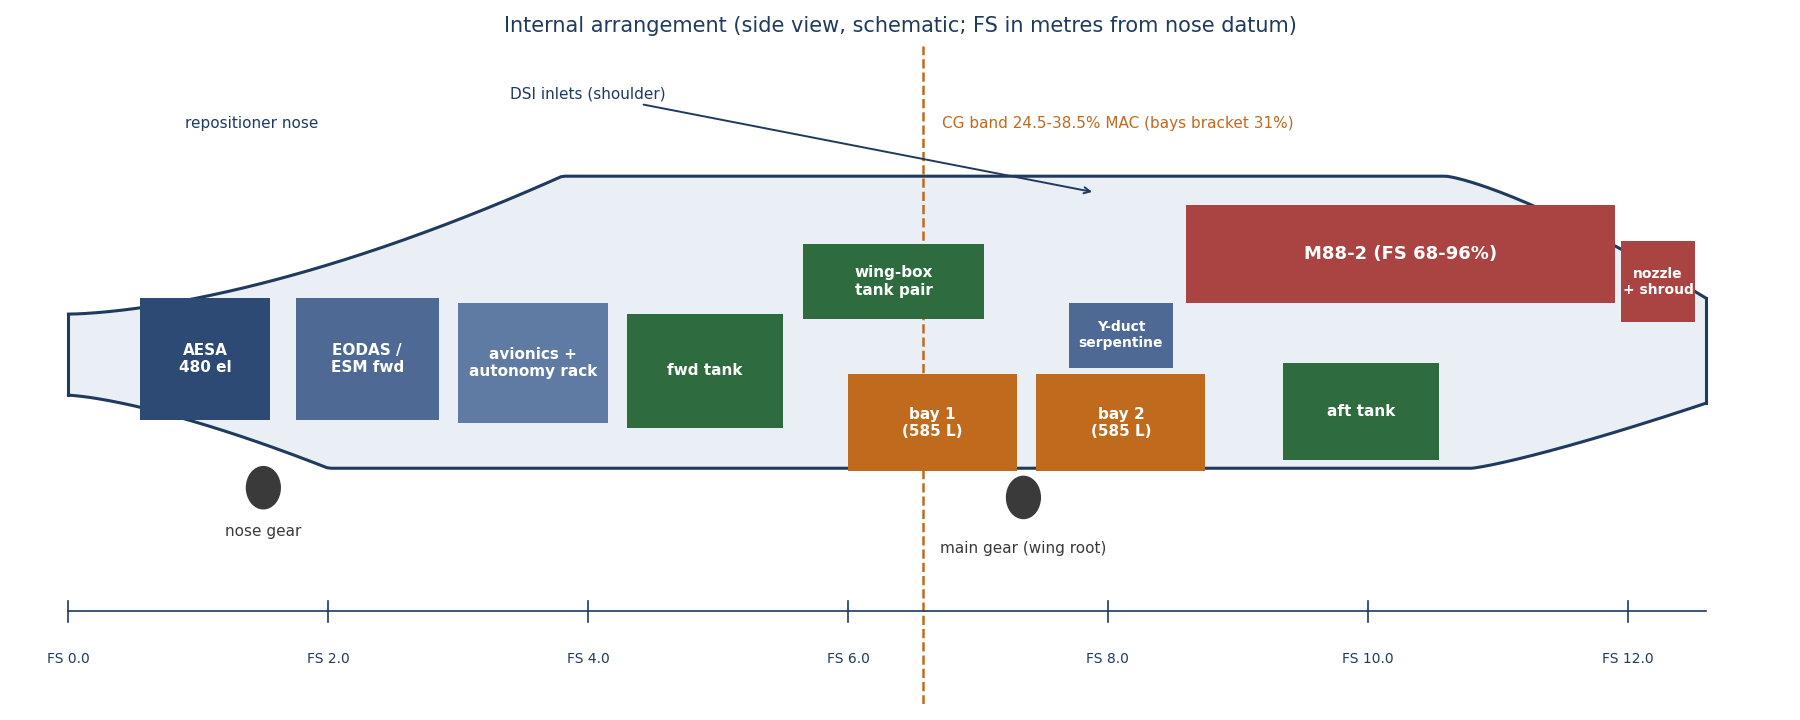 Internal arrangement (side view, schematic; FS in metres from nose datum)
DSI inlets (shoulder)
repositioner nose
CG band 24.5-38.5% MAC (bays bracket 31%)
M88-2 (FS 68-96%)
nozzle
+ shroud
wing-box
tank pair
Y-duct
serpentine
AESA
480 el
EODAS /
ESM fwd
avionics +
autonomy rack
fwd tank
bay 1
(585 L)
bay 2
(585 L)
aft tank
nose gear
main gear (wing root)
FS 0.0
FS 2.0
FS 4.0
FS 6.0
FS 8.0
FS 10.0
FS 12.0